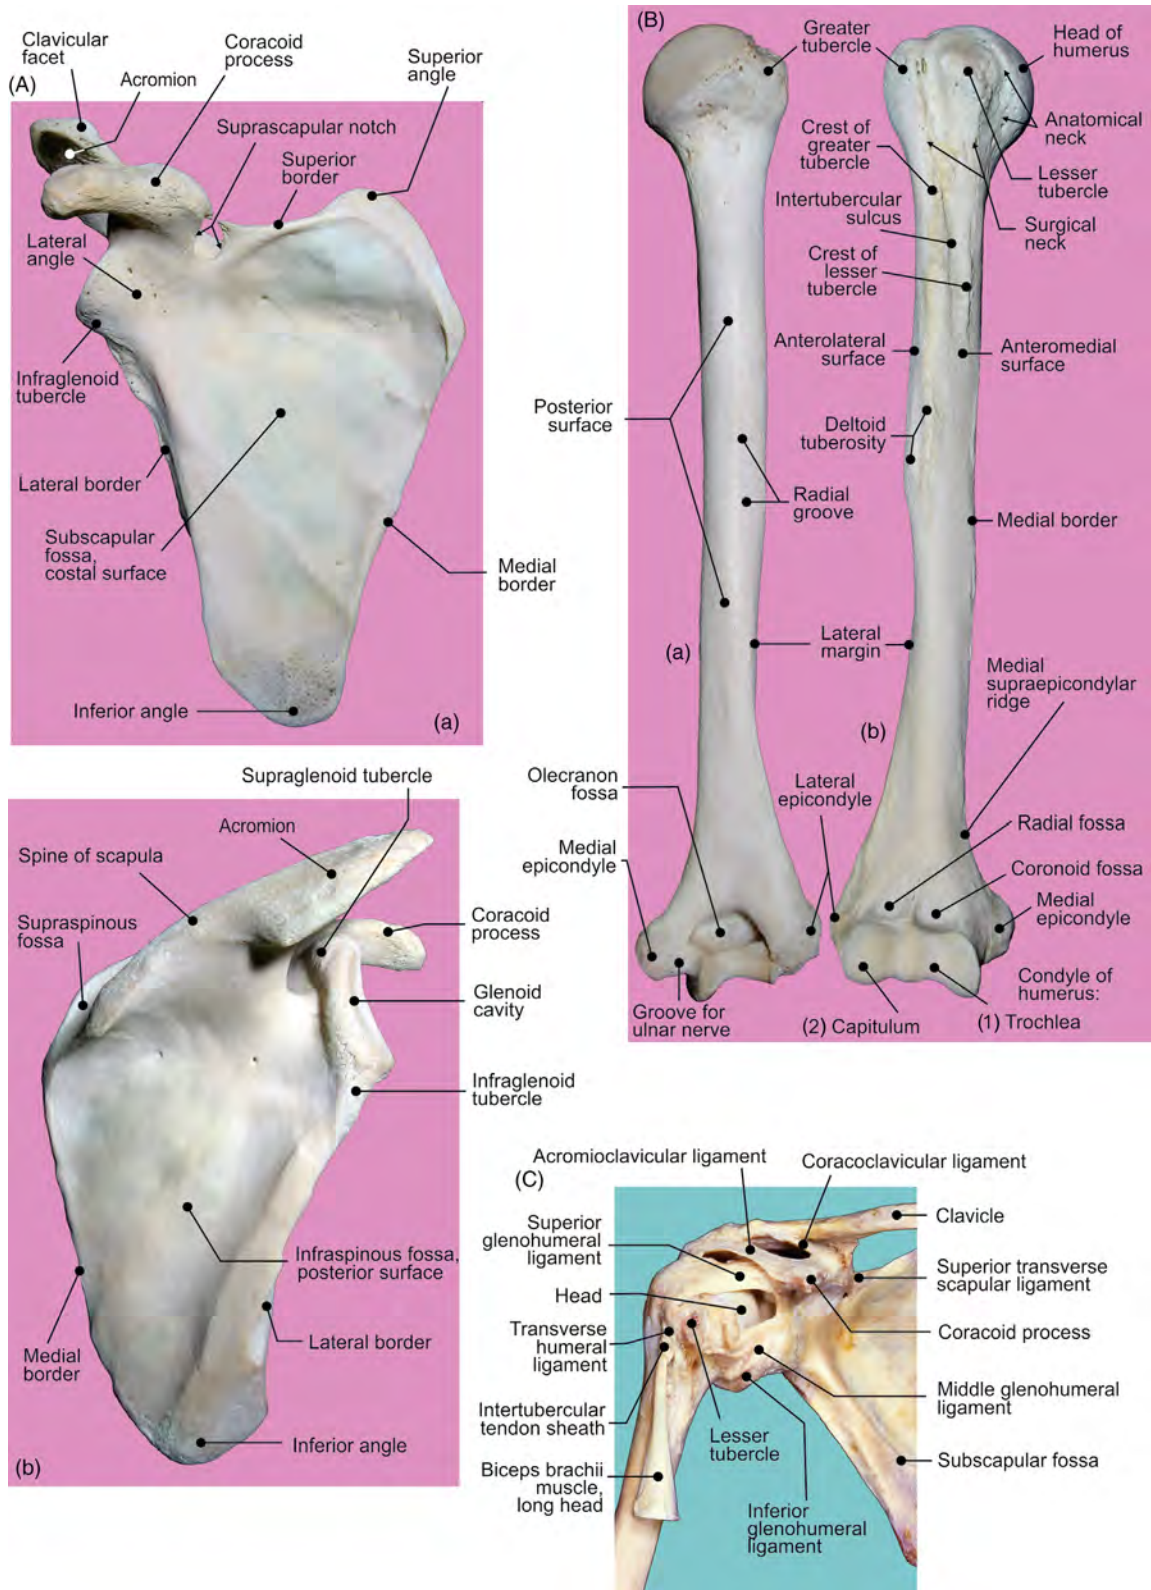 (A)
Clavicular
facet
Acromion
Coracoid
process
Superior
angle
Suprascapular notch
Superior
border
Lateral
angle
Infraglenoid
tubercle
Lateral border
Subscapular
fossa,
costal surface
Medial
border
Inferior angle
(a)
Supraglenoid tubercle
Acromion
Spine of scapula
Supraspinous
fossa
Coracoid
process
Glenoid
cavity
Infraglenoid
tubercle
Infraspinous fossa,
posterior surface
Medial
border
Lateral border
Inferior angle
(b)
(B)
Greater
tubercle
Head of
humerus
Crest of
greater
tubercle
Anatomical
neck
Intertubercular
sulcus
Lesser
tubercle
Crest of
lesser
tubercle
Surgical
neck
Anterolateral
surface
Anteromedial
surface
Posterior
surface
Deltoid
tuberosity
Radial
groove
Medial border
(a)
Lateral
margin
Medial
supraepicondylar
ridge
(b)
Olecranon
fossa
Lateral
epicondyle
Radial fossa
Medial
epicondyle
Coronoid fossa
Medial
epicondyle
Groove for
ulnar nerve
Condyle of
humerus:
(2) Capitulum
(1) Trochlea
(C)
Acromioclavicular ligament
Coracoclavicular ligament
Superior
glenohumeral
ligament
Clavicle
Head
Superior transverse
scapular ligament
Transverse
humeral
ligament
Coracoid process
Intertubercular
tendon sheath
Lesser
tubercle
Middle glenohumeral
ligament
Biceps brachii
muscle,
long head
Inferior
glenohumeral
ligament
Subscapular fossa